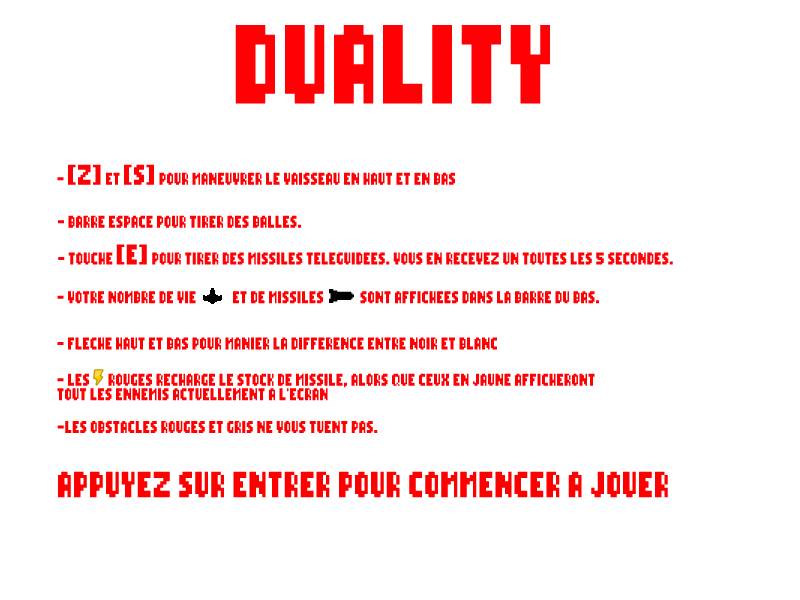 DUALITY
- [Z] ET [S] POUR MANEUVRER LE VAISSEAU EN HAUT ET EN BAS
- BARRE ESPACE POUR TIRER DES BALLES.
- TOUCHE [E] POUR TIRER DES MISSILES TELEGUIDEES. VOUS EN RECEVEZ UN TOUTES LES 5 SECONDES.
- VOTRE NOMBRE DE VIE ET DE MISSILES SONT AFFICHEES DANS LA BARRE DU BAS.
- FLECHE HAUT ET BAS POUR MANIER LA DIFFERENCE ENTRE NOIR ET BLANC
- LES ROUGES RECHARGE LE STOCK DE MISSILE, ALORS QUE CEUX EN JAUNE AFFICHERONT
TOUT LES ENNEMIS ACTUELLEMENT A L'ECRAN
-LES OBSTACLES ROUGES ET GRIS NE VOUS TUENT PAS.
APPUYEZ SUR ENTRER POUR COMMENCER A JOUER